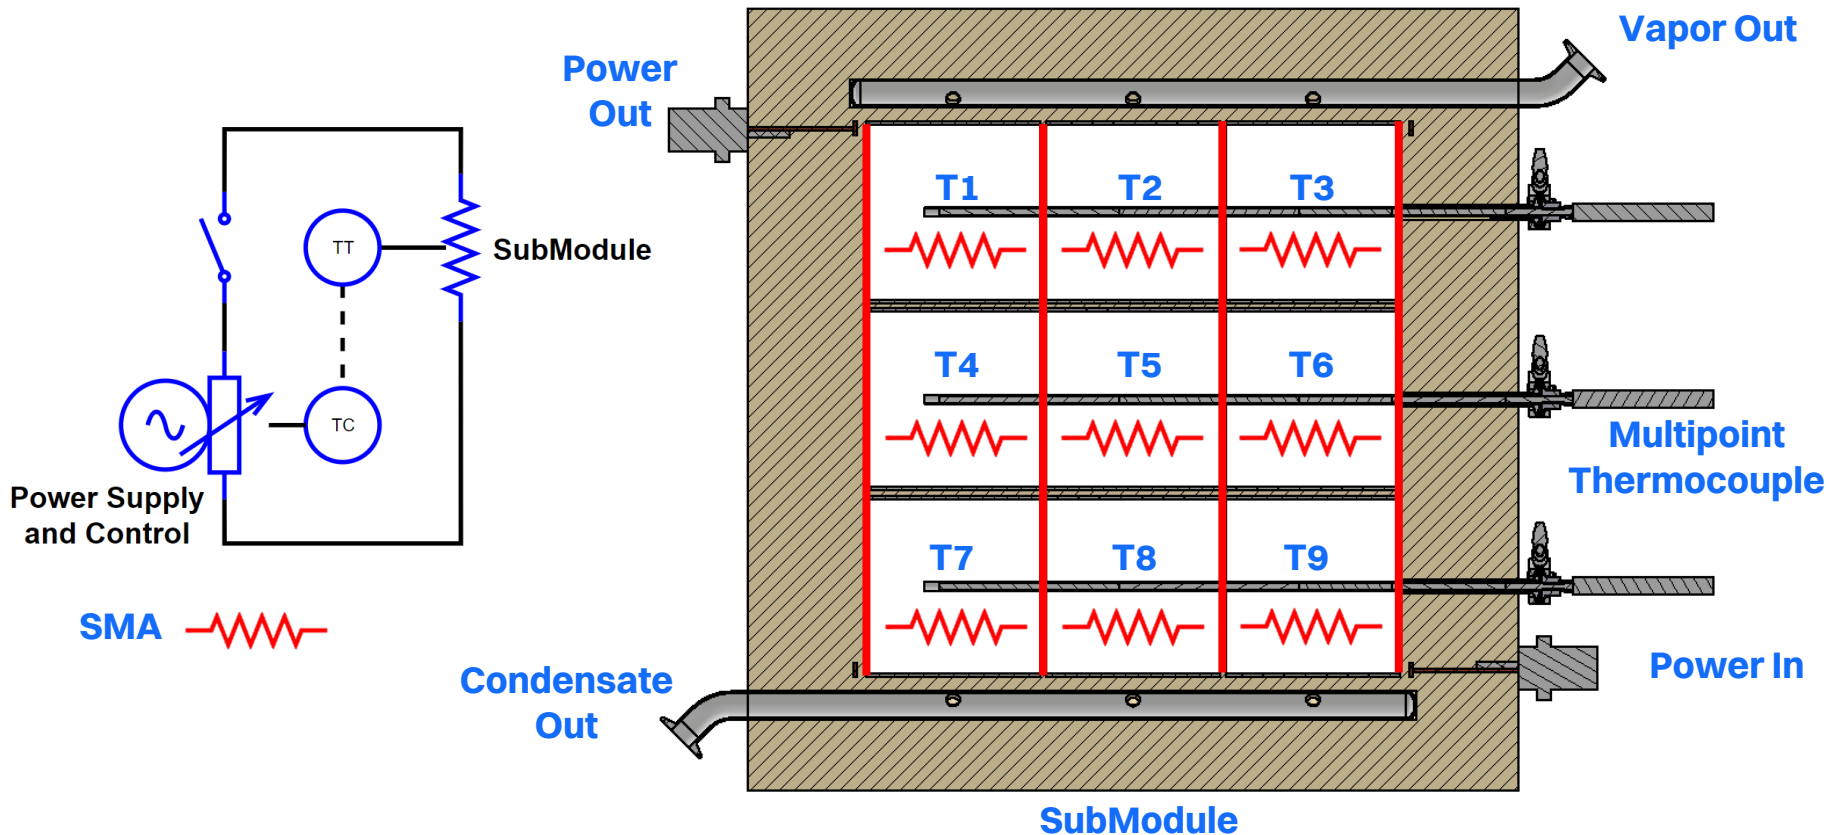 Vapor Out
Power
Out
T1
T2
T3
TT
SubModule
T4
T5
T6
TC
Multipoint
Thermocouple
Power Supply
and Control
T7
T8
T9
SMA
Power In
Condensate
Out
SubModule